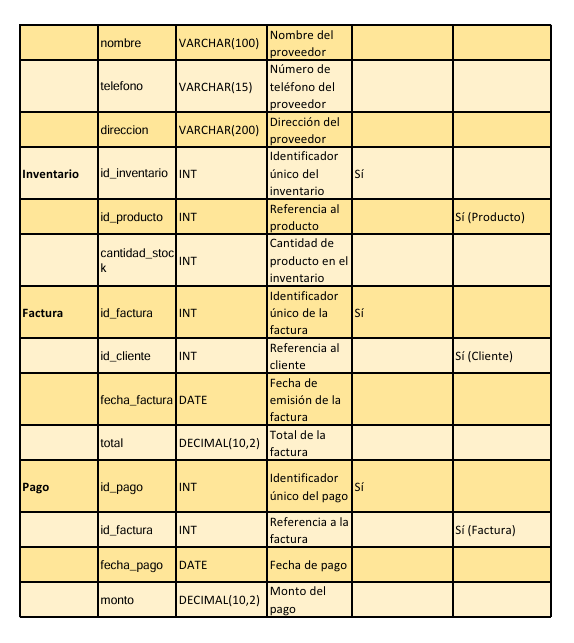 nombre VARCHAR(100) Nombre del
proveedor
telefono VARCHAR(15) Número de
teléfono del
proveedor
direccion VARCHAR(200) Dirección del
proveedor
Inventario id_inventario INT Identificador
único del
inventario Sí
id_producto INT Referencia al
producto Sí (Producto)
cantidad_stoc
k INT Cantidad de
producto en el
inventario
Factura id_factura INT Identificador
único de la
factura Sí
id_cliente INT Referencia al
cliente Sí (Cliente)
fecha_factura DATE Fecha de
emisión de la
factura
total DECIMAL(10,2) Total de la
factura
Pago id_pago INT Identificador
único del pago Sí
id_factura INT Referencia a la
factura Sí (Factura)
fecha_pago DATE Fecha de pago
monto DECIMAL(10,2) Monto del
pago